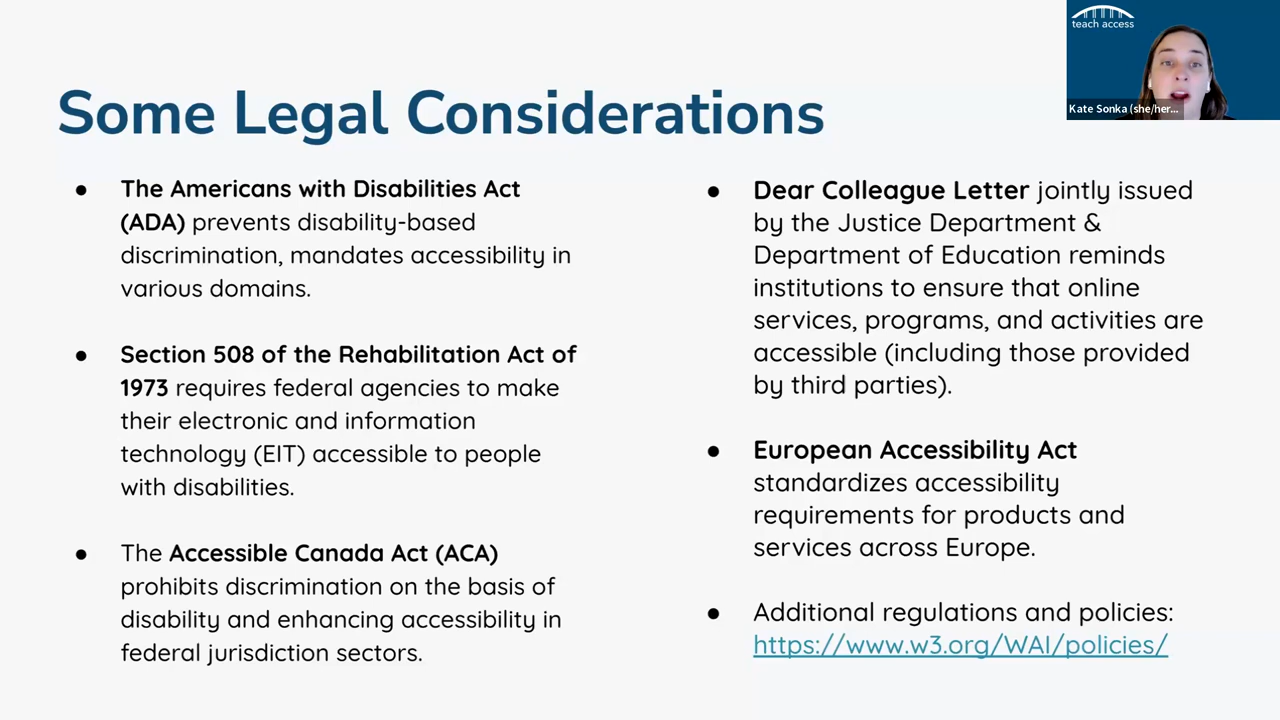 teach access
Kate Sonka (she/her...
Some Legal Considerations
● The Americans with Disabilities Act
(ADA) prevents disability-based
discrimination, mandates accessibility in
various domains.
● Section 508 of the Rehabilitation Act of
1973 requires federal agencies to make
their electronic and information
technology (EIT) accessible to people
with disabilities.
● The Accessible Canada Act (ACA)
prohibits discrimination on the basis of
disability and enhancing accessibility in
federal jurisdiction sectors.
● Dear Colleague Letter jointly issued
by the Justice Department &
Department of Education reminds
institutions to ensure that online
services, programs, and activities are
accessible (including those provided
by third parties).
● European Accessibility Act
standardizes accessibility
requirements for products and
services across Europe.
● Additional regulations and policies:
https://www.w3.org/WAI/policies/